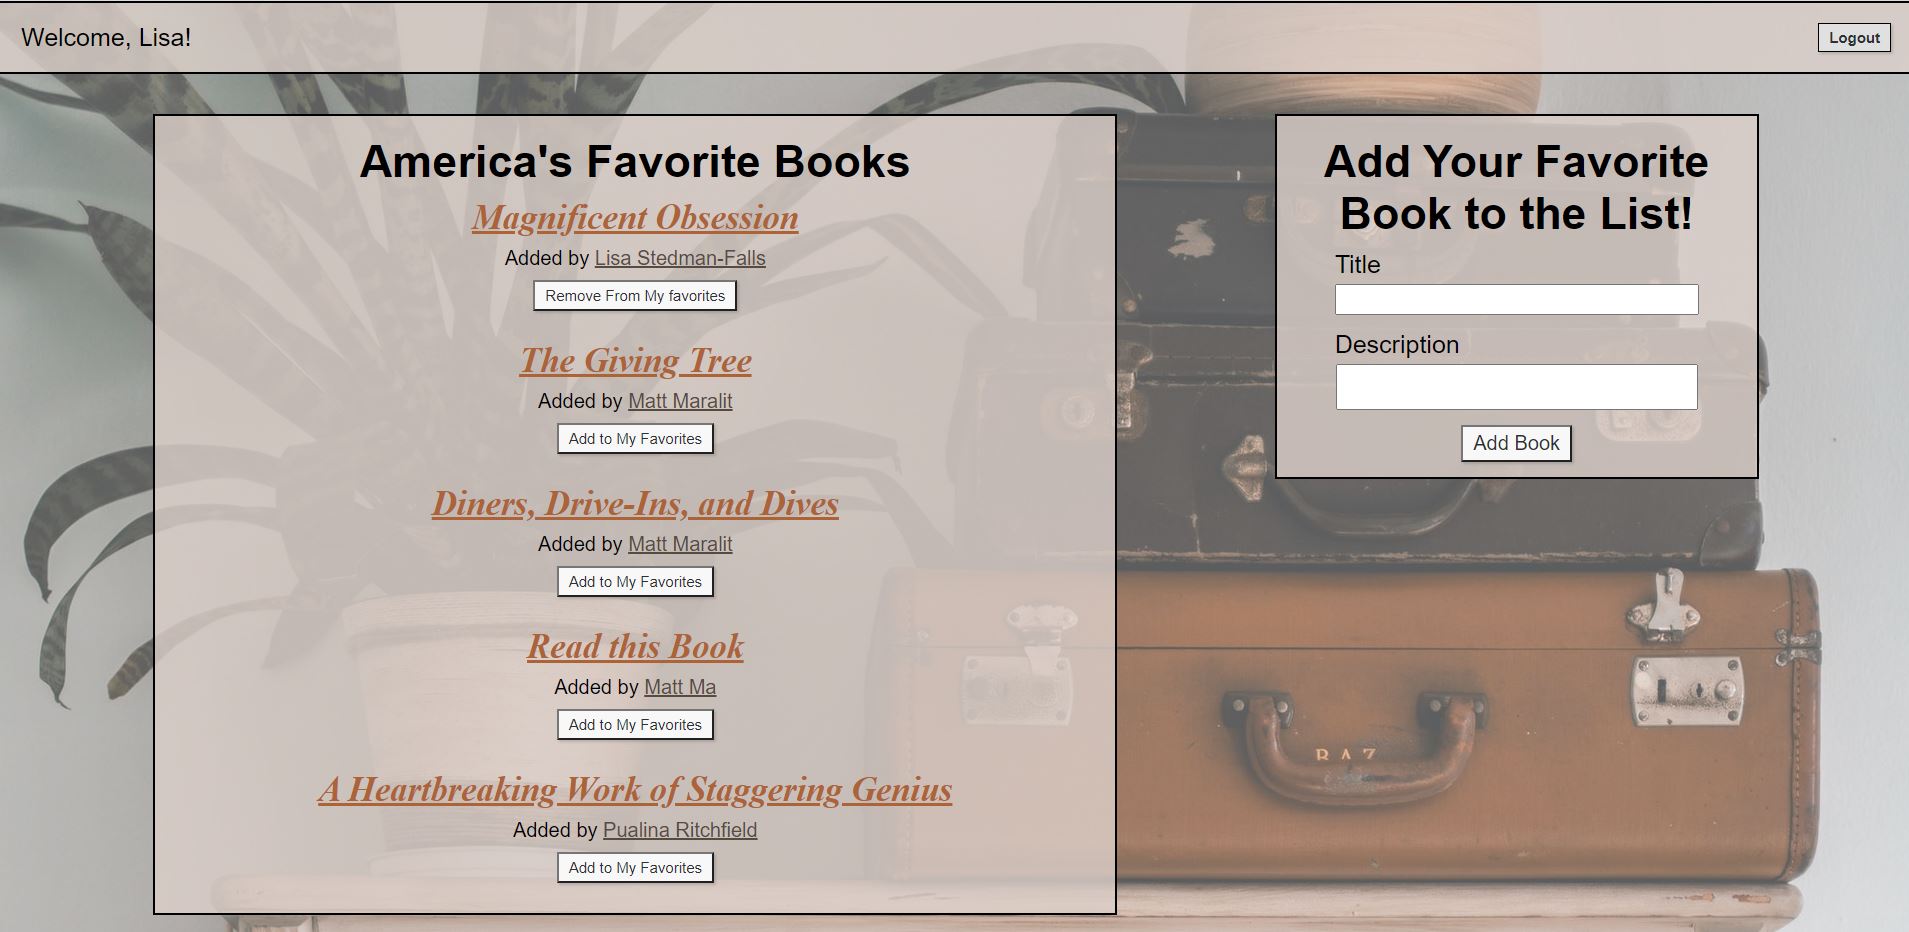 Welcome, Lisa!
Logout
America's Favorite Books
Magnificent Obsession
Added by Lisa Stedman-Falls
Remove From My favorites
The Giving Tree
Added by Matt Maralit
Add to My Favorites
Diners, Drive-Ins, and Dives
Added by Matt Maralit
Add to My Favorites
Read this Book
Added by Matt Ma
Add to My Favorites
A Heartbreaking Work of Staggering Genius
Added by Pualina Ritchfield
Add to My Favorites
Add Your Favorite
Book to the List!
Title
Description
Add Book